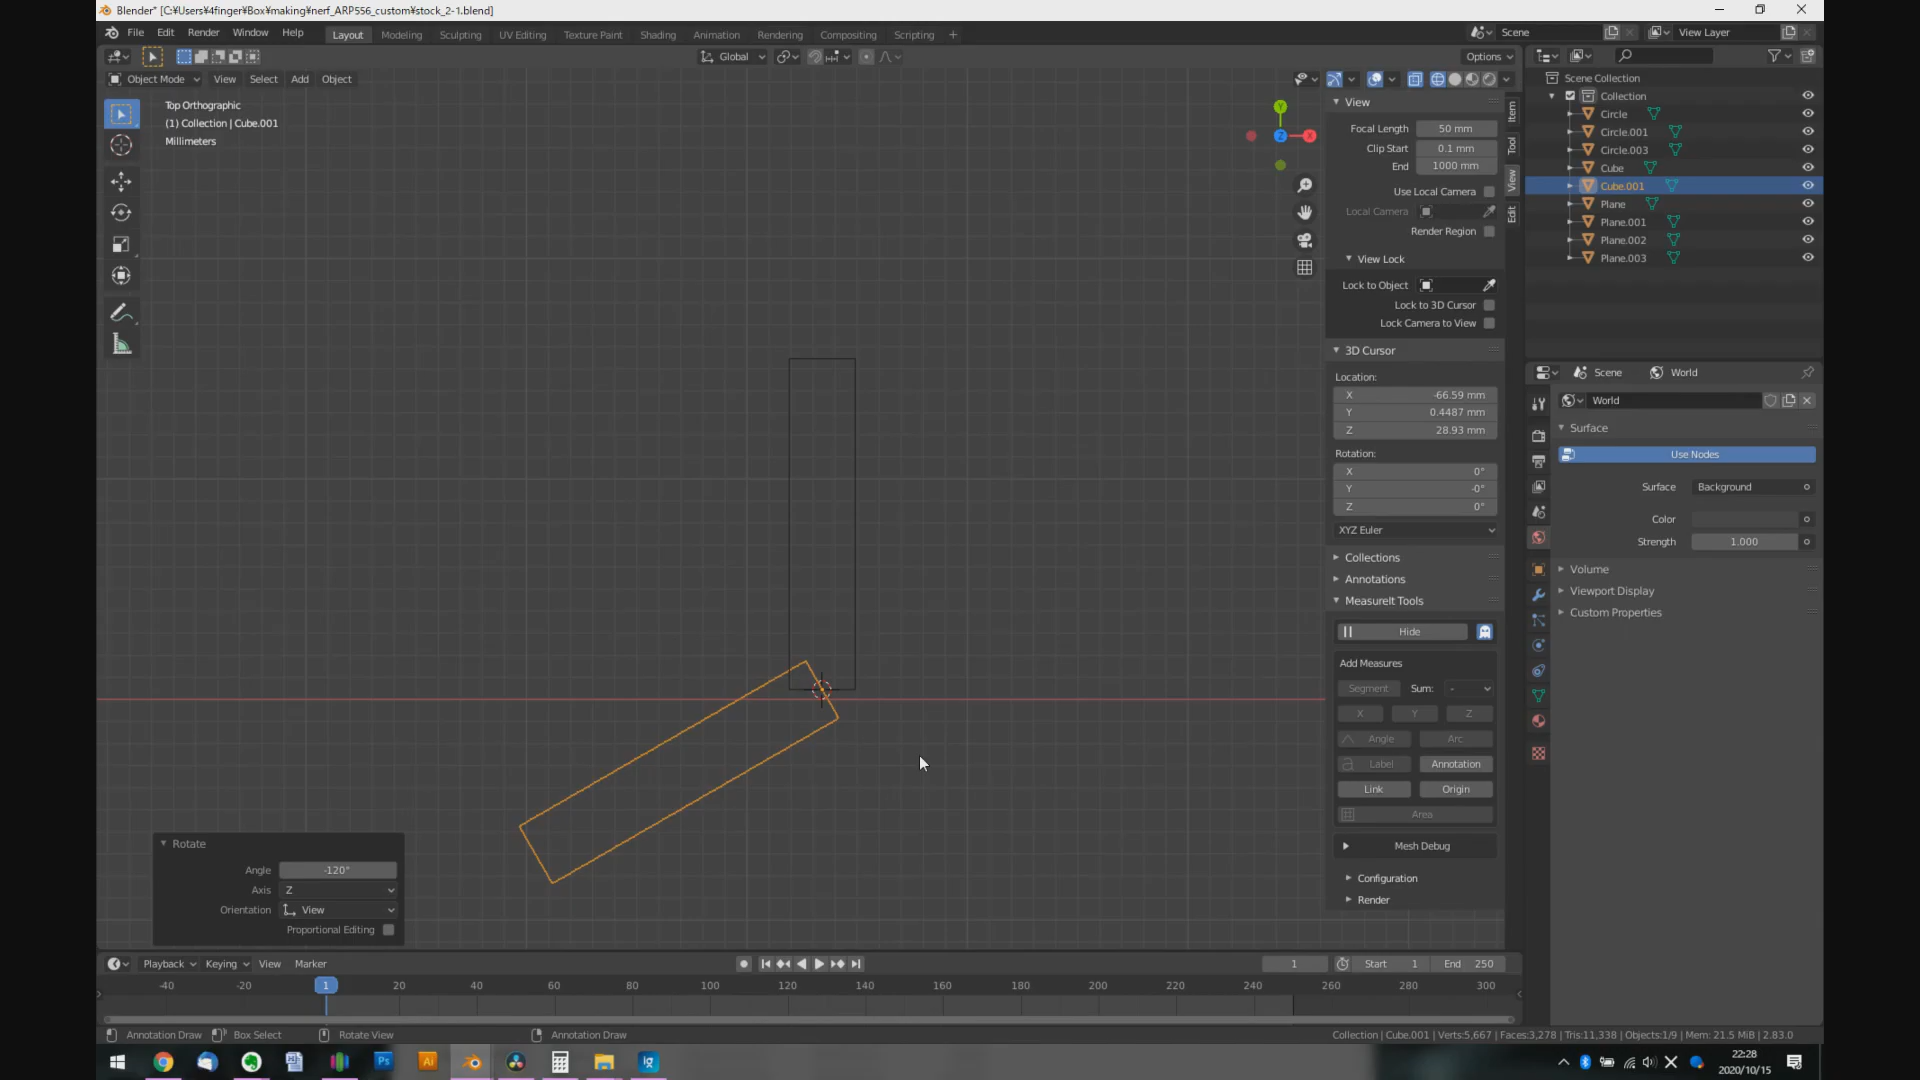 Blender* [C:¥Users¥4finger¥Box¥making¥nerf_ARP556_custom¥stock_2-1.blend]
File Edit Render Window Help Layout Modeling Sculpting UV Editing Texture Paint Shading Animation Rendering Compositing Scripting + Scene View Layer
Global Options
Object Mode View Select Add Object
Top Orthographic
(1) Collection | Cube.001
Millimeters
Y
Z
X
View
Focal Length 50 mm
Clip Start 0.1 mm
End 1000 mm
Use Local Camera
Local Camera
Render Region
View Lock
Lock to Object
Lock to 3D Cursor
Lock Camera to View
3D Cursor
Location:
X -66.59 mm
Y 0.4487 mm
Z 28.93 mm
Rotation:
X 0°
Y -0°
Z 0°
XYZ Euler
Collections
Annotations
MeasureIt Tools
Hide
Add Measures
Segment Sum: -
X Y Z
Angle Arc
a Label Annotation
Link Origin
Area
Mesh Debug
Configuration
Render
Item
Tool
View
Edit
Scene Collection
Collection
Circle
Circle.001
Circle.003
Cube
Cube.001
Plane
Plane.001
Plane.002
Plane.003
Scene World
World
Surface
Use Nodes
Surface Background
Color
Strength 1.000
Volume
Viewport Display
Custom Properties
Rotate
Angle -120°
Axis Z
Orientation View
Proportional Editing
Playback Keying View Marker 1 Start 1 End 250
-40 -20 1 20 40 60 80 100 120 140 160 180 200 220 240 260 280 300
Annotation Draw Box Select Rotate View Annotation Draw Collection | Cube.001 | Verts:5,667 | Faces:3,278 | Tris:11,338 | Objects:1/9 | Mem: 21.5 MiB | 2.83.0
Ps Ai
22:28
2020/10/15